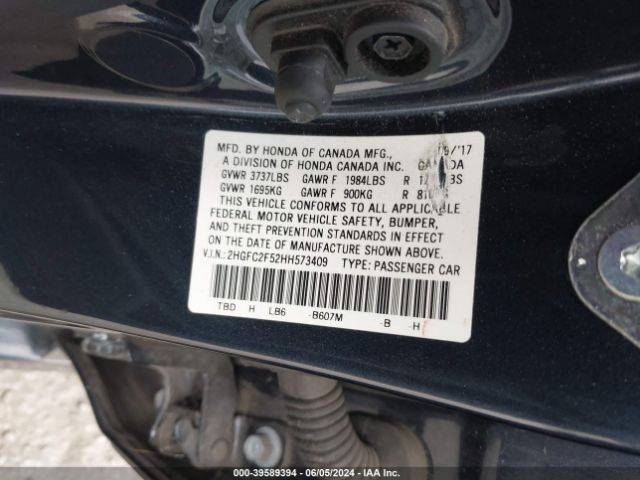 MFD. BY HONDA OF CANADA MFG., 09/'17
A DIVISION OF HONDA CANADA INC. CANADA
GVWR 3737LBS GAWR F 1984LBS R
GVWR 1695KG GAWR F 900KG R
THIS VEHICLE CONFORMS TO ALL APPLICABLE
FEDERAL MOTOR VEHICLE SAFETY, BUMPER,
AND THEFT PREVENTION STANDARDS IN EFFECT
ON THE DATE OF MANUFACTURE SHOWN ABOVE.
V.I.N.: 2HGFC2F52HH573409 TYPE: PASSENGER CAR
TBD H LB6 -B607M -B -H
000-39589394 * 06/05/2024 - IAA Inc.